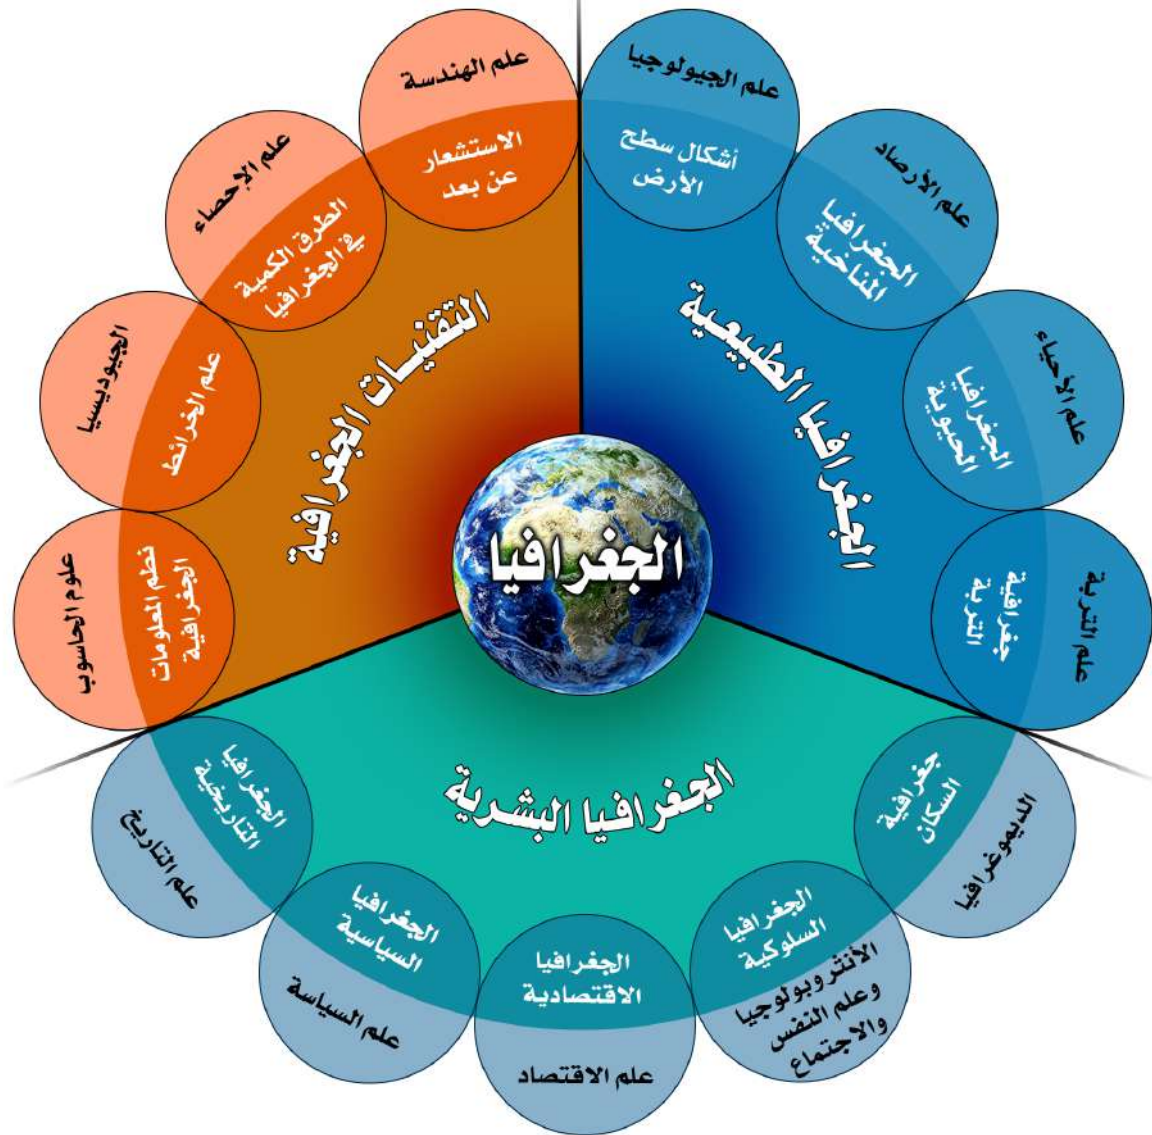 الجغرافيا
الجغرافيا الطبيعية
علم الجيولوجيا
أشكال سطح
الأرض
علم الأرصاد
الجغرافيا
المناخية
علم الأحياء
الجغرافيا
الحيوية
علم التربة
جغرافية
التربة
الجغرافيا البشرية
الديموغرافيا
جغرافية
السكان
الجغرافيا
السلوكية
الأنثروبولوجيا
وعلم النفس
والاجتماع
الجغرافيا
الاقتصادية
علم الاقتصاد
الجغرافيا
السياسية
علم السياسة
الجغرافيا
التاريخية
علم التاريخ
التقنيات الجغرافية
علوم الحاسوب
نظم المعلومات
الجغرافية
الجيوديسيا
علم الخرائط
علم الإحصاء
الطرق الكمية
في الجغرافيا
علم الهندسة
الاستشعار
عن بعد